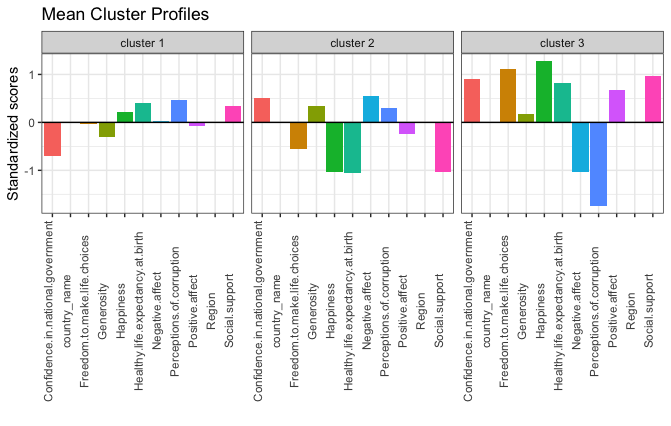 Mean Cluster Profiles
cluster 1
cluster 2
cluster 3
Standardized scores
1
0
-1
Confidence.in.national.government
country_name
Freedom.to.make.life.choices
Generosity
Happiness
Healthy.life.expectancy.at.birth
Negative.affect
Perceptions.of.corruption
Positive.affect
Region
Social.support
Confidence.in.national.government
country_name
Freedom.to.make.life.choices
Generosity
Happiness
Healthy.life.expectancy.at.birth
Negative.affect
Perceptions.of.corruption
Positive.affect
Region
Social.support
Confidence.in.national.government
country_name
Freedom.to.make.life.choices
Generosity
Happiness
Healthy.life.expectancy.at.birth
Negative.affect
Perceptions.of.corruption
Positive.affect
Region
Social.support